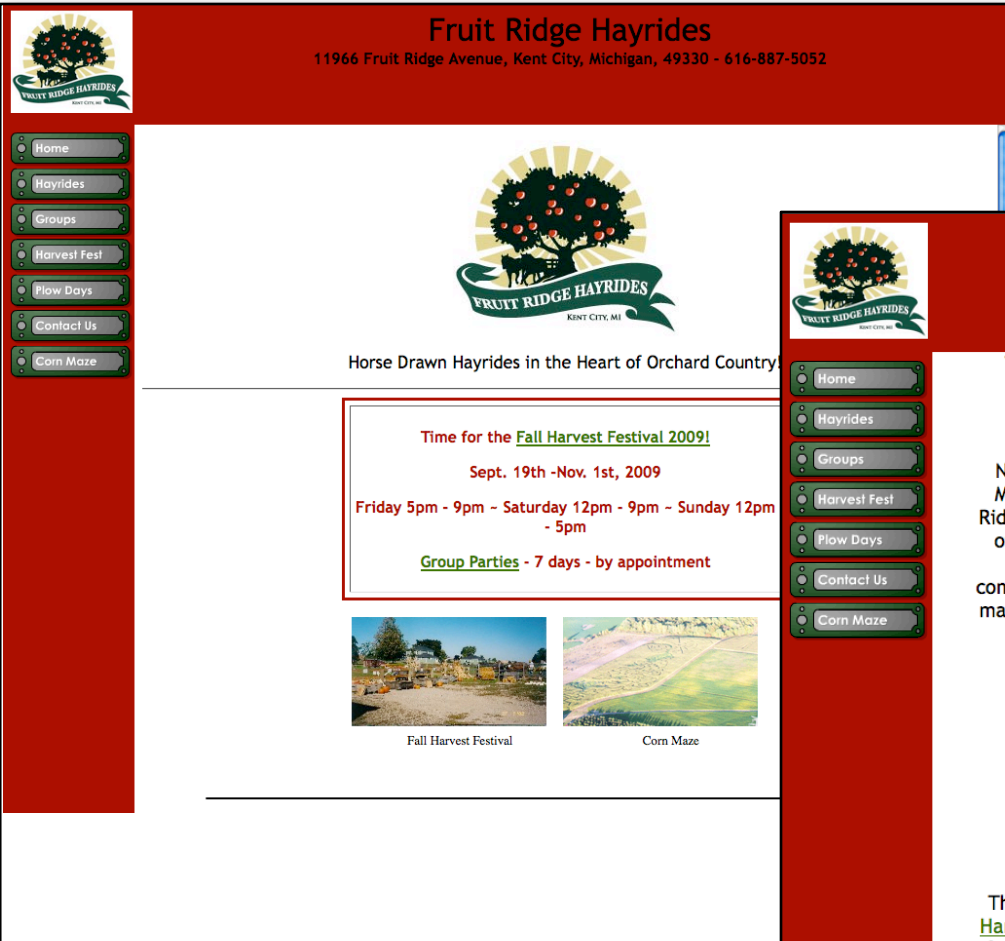 FRUIT RIDGE HAYRIDES
KENT CITY, MI
Fruit Ridge Hayrides
11966 Fruit Ridge Avenue, Kent City, Michigan, 49330 - 616-887-5052
Home
Hayrides
Groups
Harvest Fest
Plow Days
Contact Us
Corn Maze
FRUIT RIDGE HAYRIDES
KENT CITY, MI
Horse Drawn Hayrides in the Heart of Orchard Country!
Time for the Fall Harvest Festival 2009!
Sept. 19th -Nov. 1st, 2009
Friday 5pm - 9pm ~ Saturday 12pm - 9pm ~ Sunday 12pm
- 5pm
Group Parties - 7 days - by appointment
Fall Harvest Festival
Corn Maze
FRUIT RIDGE HAYRIDES
KENT CITY, MI
Home
Hayrides
Groups
Harvest Fest
Plow Days
Contact Us
Corn Maze